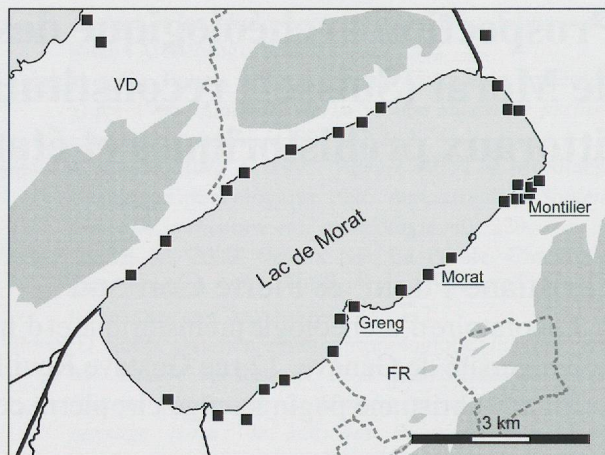 VD
Lac de Morat
Montilier
Morat
Greng
FR
3 km